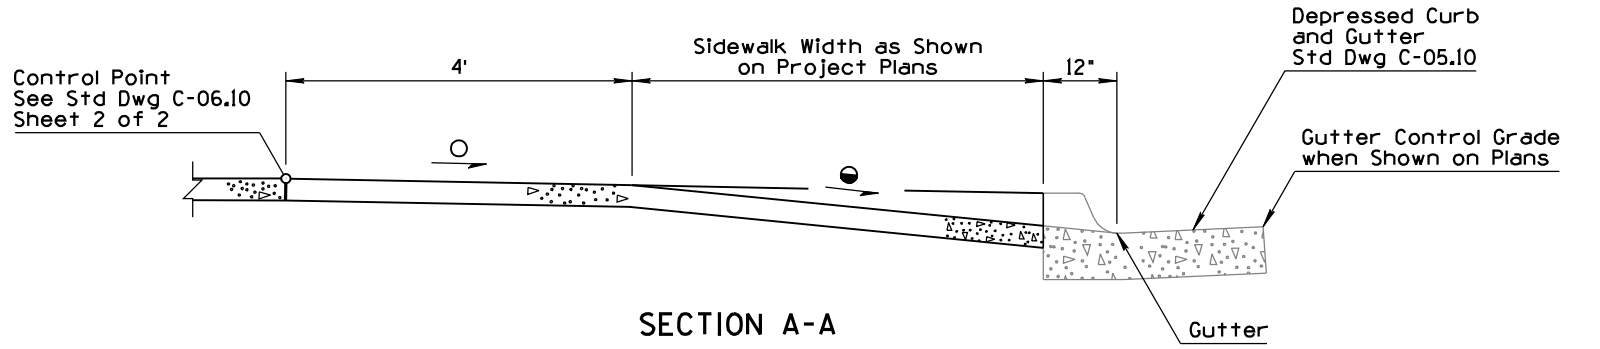 Control Point
See Std Dwg C-06.10
Sheet 2 of 2
4'
Sidewalk Width as Shown
on Project Plans
12"
Depressed Curb
and Gutter
Std Dwg C-05.10
Gutter Control Grade
when Shown on Plans
Gutter
SECTION A-A